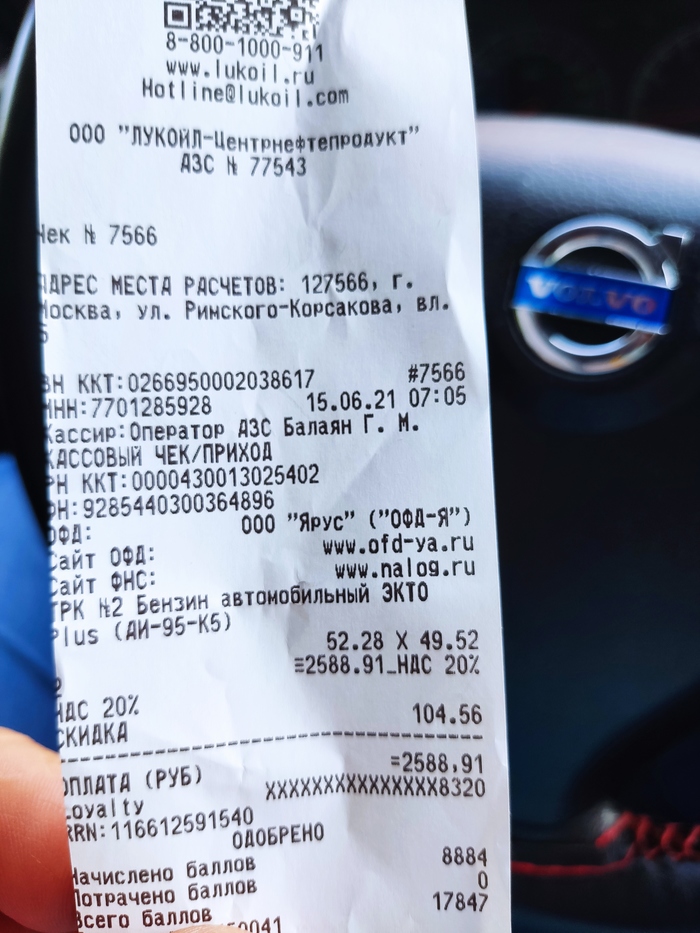 8-800-1000-911
www.lukoil.ru
Hotline@lukoil.com
ООО "ЛУКОЙЛ-Центрнефтепродукт"
АЗС № 77543
Чек № 7566
АДРЕС МЕСТА РАСЧЕТОВ: 127566, г.
Москва, ул. Римского-Корсакова, вл.
5
ЗН ККТ:0266950002038617 #7566
ИНН:7701285928 15.06.21 07:05
Кассир:Оператор АЗС Балаян Г. М.
КАССОВЫЙ ЧЕК/ПРИХОД
РН ККТ:0000430013025402
ФН:9285440300364896
ОФД: ООО "Ярус" ("ОФД-Я")
Сайт ОФД: www.ofd-ya.ru
Сайт ФНС: www.nalog.ru
ТРК №2 Бензин автомобильный ЭКТО
Plus (АИ-95-К5)
52.28 X 49.52
=2588.91_НДС 20%
НДС 20%
СКИДКА 104.56
ОПЛАТА (РУБ) =2588,91
Loyalty XXXXXXXXXXXXXXX8320
RRN:116612591540
ОДОБРЕНО
Начислено баллов 8884
Потрачено баллов 0
Всего баллов 17847
VOLVO